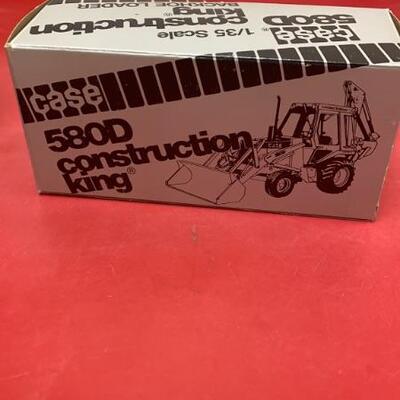 case
580D
construction
king®
1/35 Scale
BACKHOE LOADER
case
580D
construction
king®